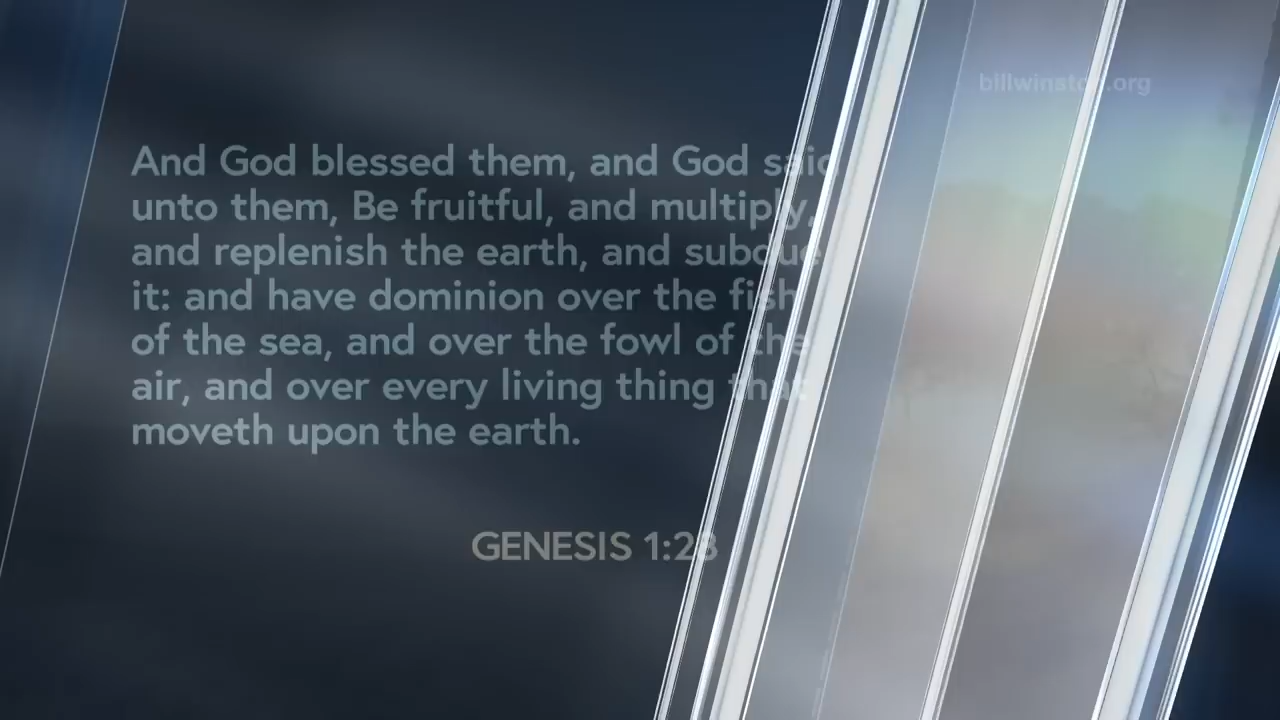 billwinston.org
And God blessed them, and God said
unto them, Be fruitful, and multiply,
and replenish the earth, and subdue
it: and have dominion over the fish
of the sea, and over the fowl of the
air, and over every living thing that
moveth upon the earth.
GENESIS 1:28